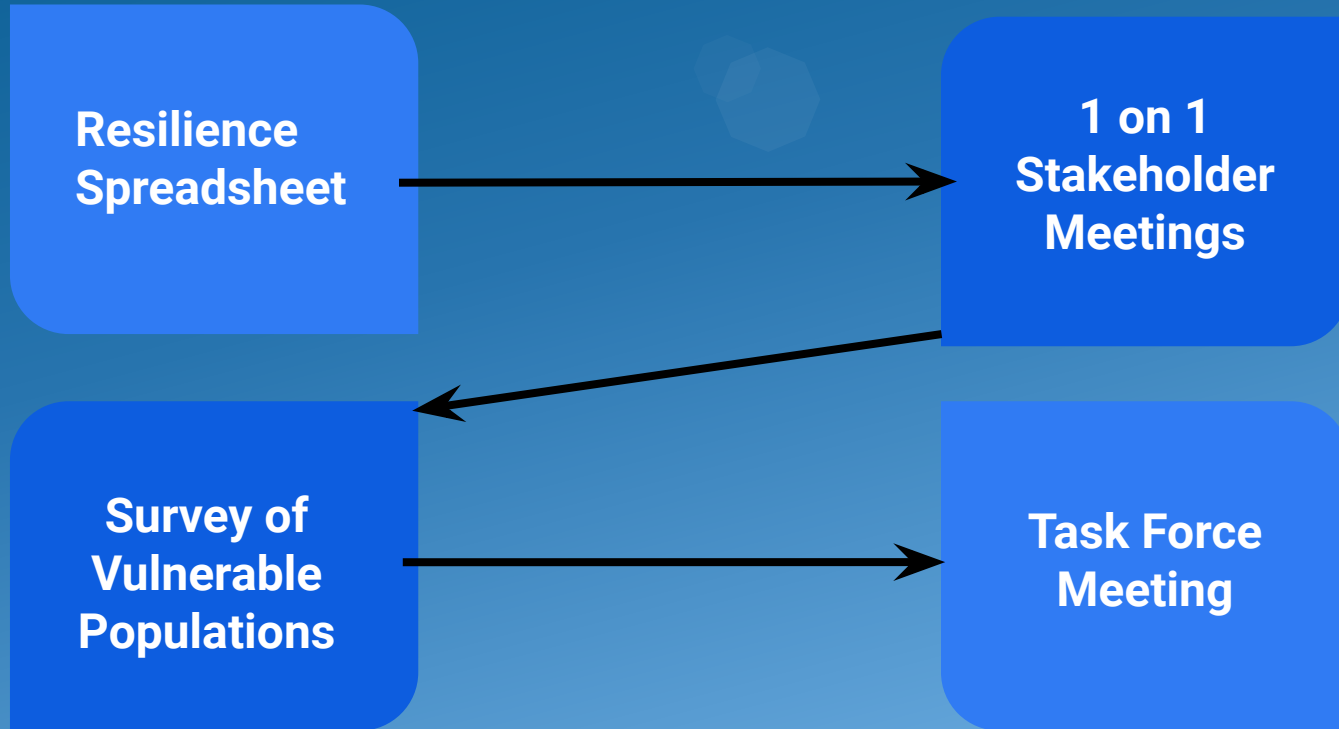 Resilience
Spreadsheet
1 on 1
Stakeholder
Meetings
Survey of
Vulnerable
Populations
Task Force
Meeting